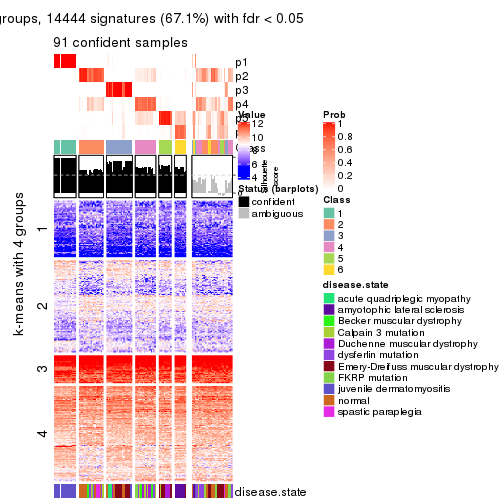 groups, 14444 signatures (67.1%) with fdr < 0.05
91 confident samples
p1
p2
p3
p4
Value
12
10
8
6
4
Prob
1
0.8
0.6
0.4
0.2
0
Silhouette
score
Status (barplots)
confident
ambiguous
Class
1
2
3
4
5
6
disease.state
acute quadriplegic myopathy
amyotrophic lateral sclerosis
Becker muscular dystrophy
Calpain 3 mutation
Duchenne muscular dystrophy
dysferlin mutation
Emery-Dreifuss muscular dystrophy
FKRP mutation
juvenile dermatomyositis
normal
spastic paraplegia
k-means with 4 groups
1
2
3
4
disease.state